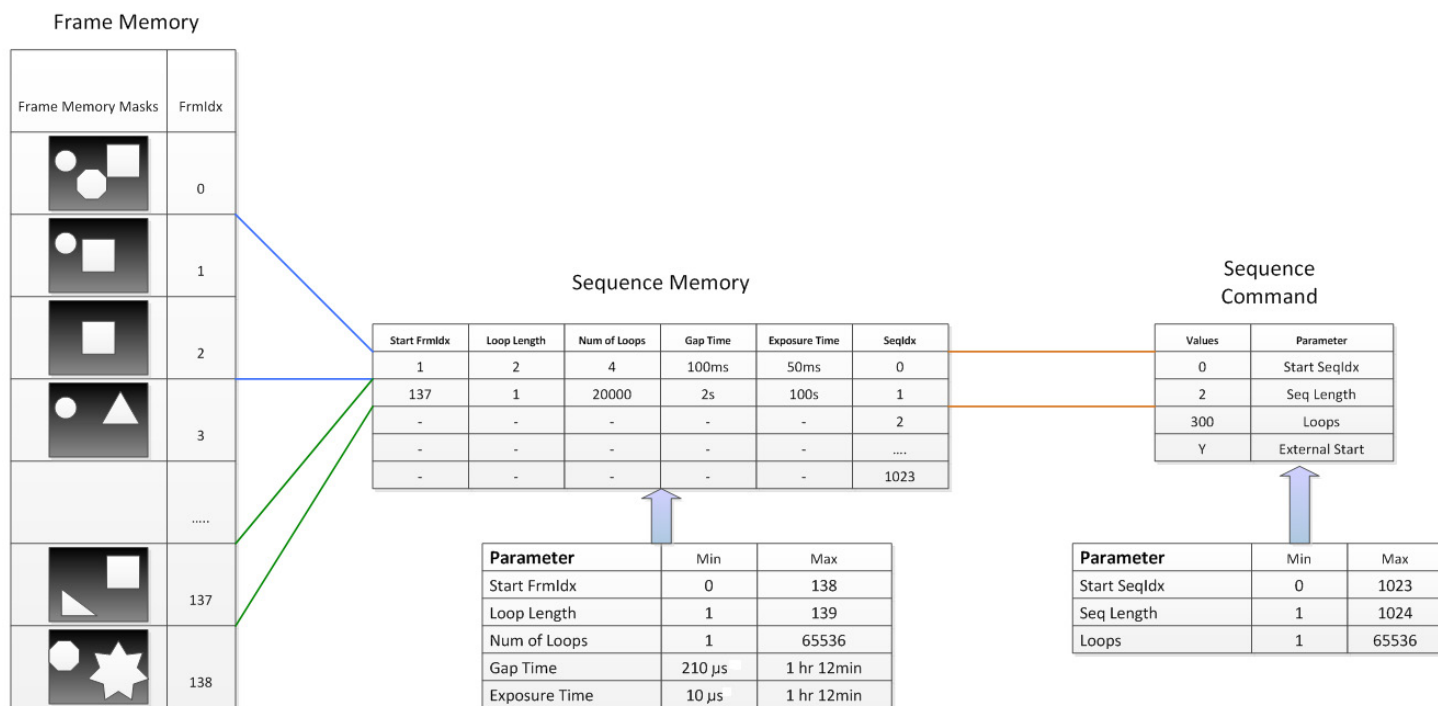 Frame Memory
Frame Memory Masks FrmIdx
0
1
2
3
.....
137
138
Sequence Memory
Start FrmIdx Loop Length Num of Loops Gap Time Exposure Time SeqIdx
1 2 4 100ms 50ms 0
137 1 20000 2s 100s 1
- - - - - 2
- - - - - ....
- - - - - 1023
Parameter Min Max
Start FrmIdx 0 138
Loop Length 1 139
Num of Loops 1 65536
Gap Time 210 µs 1 hr 12min
Exposure Time 10 µs 1 hr 12min
Sequence
Command
Values Parameter
0 Start SeqIdx
2 Seq Length
300 Loops
Y External Start
Parameter Min Max
Start SeqIdx 0 1023
Seq Length 1 1024
Loops 1 65536